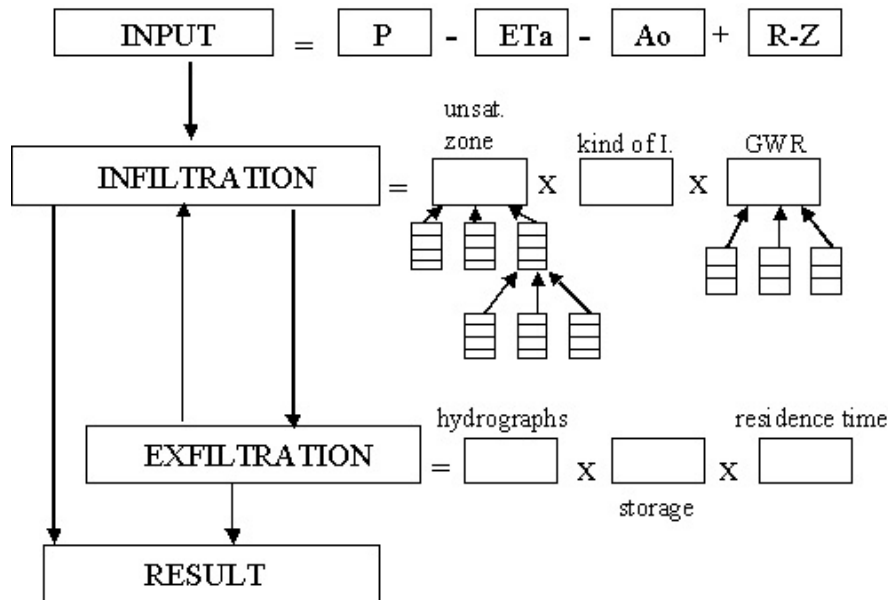 INPUT = P - ETa - Ao + R-Z
unsat.
zone kind of I. GWR
INFILTRATION = X X
hydrographs residence time
EXFILTRATION = X X
storage
RESULT